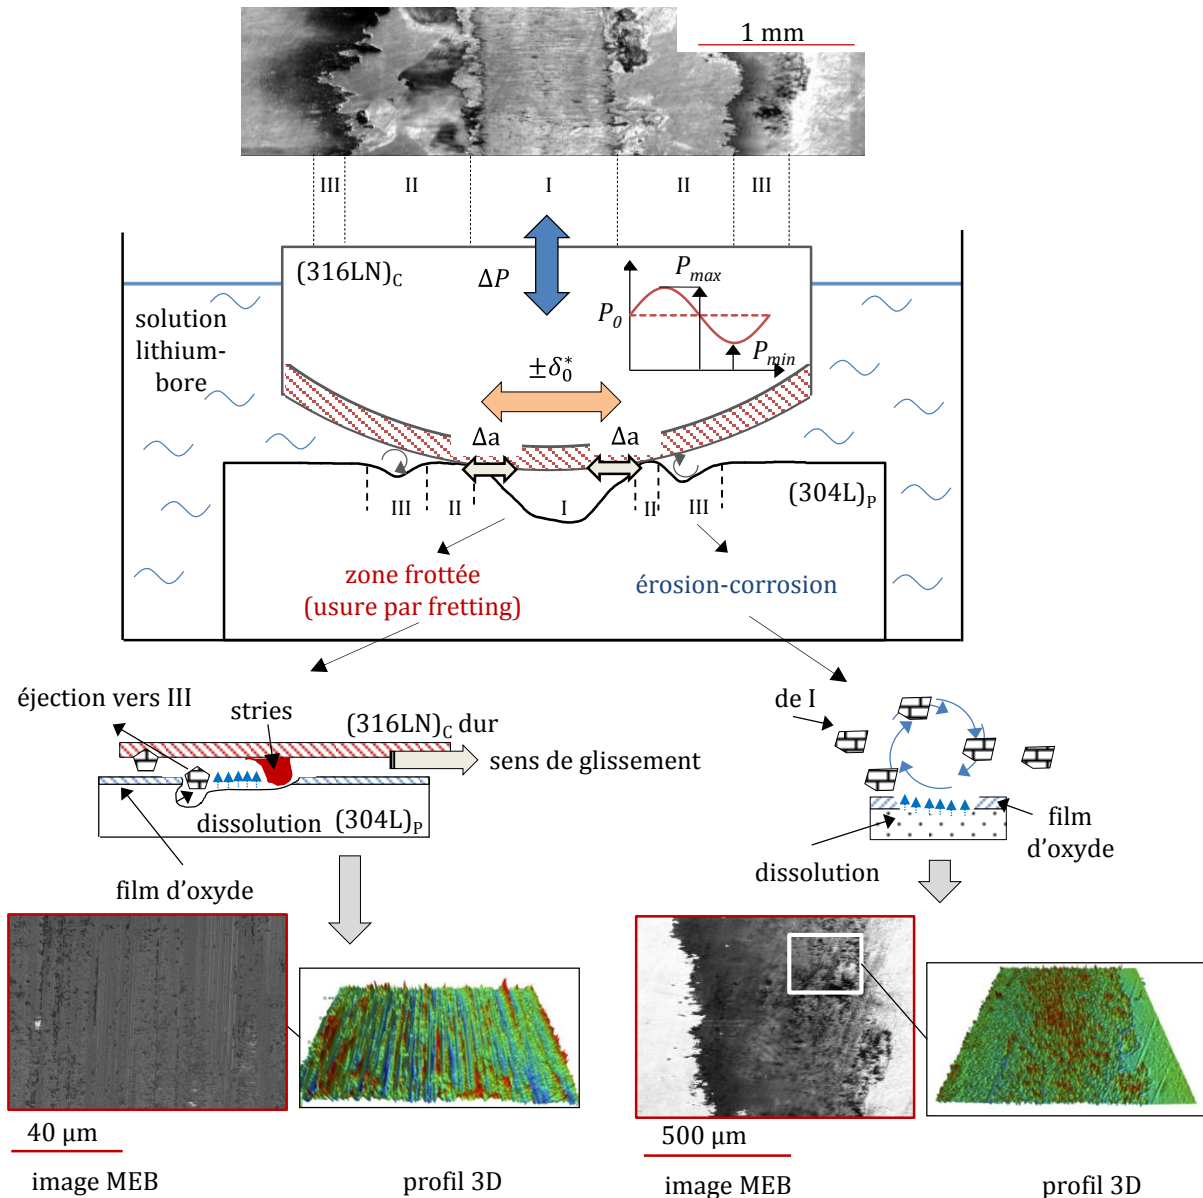 1 mm
III II I II III
(316LN)C
ΔP
Pmax
P0
Pmin
solution
lithium-
bore
±δ0*
Δa Δa
(304L)P
III II I II III
zone frottée
(usure par fretting)
érosion-corrosion
éjection vers III
stries
(316LN)C dur
sens de glissement
dissolution (304L)P
film d'oxyde
de I
film
d'oxyde
dissolution
40 µm
image MEB
profil 3D
500 µm
image MEB
profil 3D